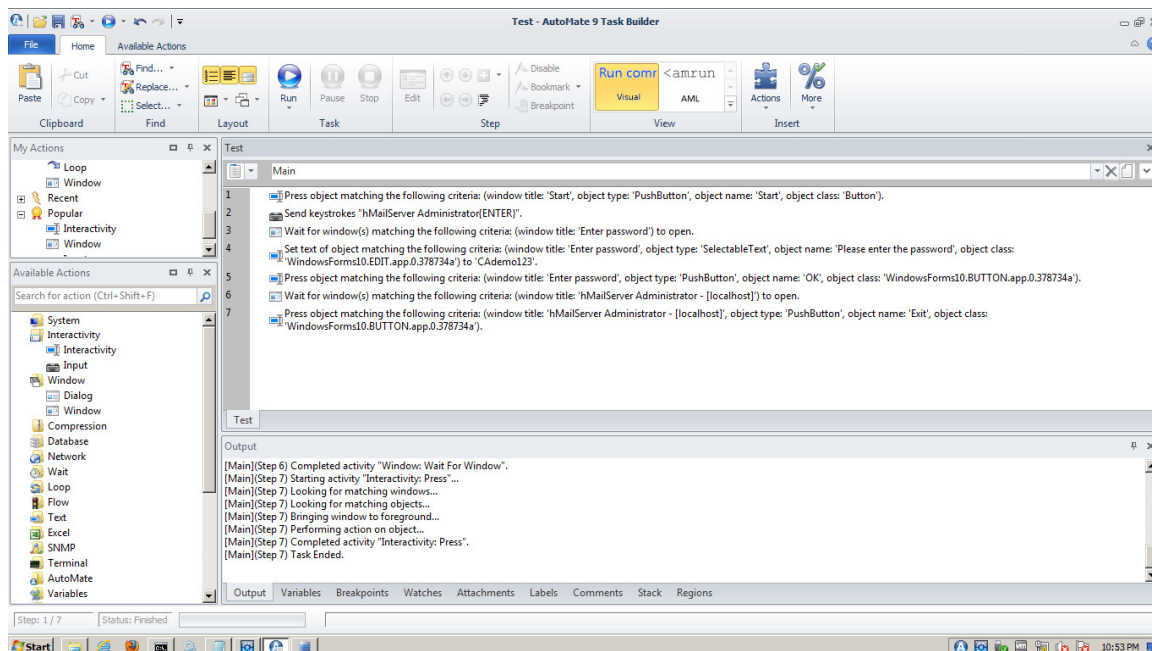 Test - AutoMate 9 Task Builder
File Home Available Actions
Paste
Cut
Copy
Clipboard
Find...
Replace...
Select...
Find
Layout
Run
Pause
Stop
Task
Edit
Disable
Bookmark
Breakpoint
Step
Run comr
Visual
<amrun
AML
View
Actions
More
Insert
My Actions
Loop
Window
Recent
Popular
Interactivity
Window
Available Actions
Search for action (Ctrl+Shift+F)
System
Interactivity
Interactivity
Input
Window
Dialog
Window
Compression
Database
Network
Wait
Loop
Flow
Text
Excel
SNMP
Terminal
AutoMate
Variables
Test
Main
1 Press object matching the following criteria: (window title: 'Start', object type: 'PushButton', object name: 'Start', object class: 'Button').
2 Send keystrokes "hMailServer Administrator{ENTER}".
3 Wait for window(s) matching the following criteria: (window title: 'Enter password') to open.
4 Set text of object matching the following criteria: (window title: 'Enter password', object type: 'SelectableText', object name: 'Please enter the password', object class:
'WindowsForms10.EDIT.app.0.378734a') to 'CAdemo123'.
5 Press object matching the following criteria: (window title: 'Enter password', object type: 'PushButton', object name: 'OK', object class: 'WindowsForms10.BUTTON.app.0.378734a').
6 Wait for window(s) matching the following criteria: (window title: 'hMailServer Administrator - [localhost]') to open.
7 Press object matching the following criteria: (window title: 'hMailServer Administrator - [localhost]', object type: 'PushButton', object name: 'Exit', object class:
'WindowsForms10.BUTTON.app.0.378734a').
Test
Output
[Main](Step 6) Completed activity "Window: Wait For Window".
[Main](Step 7) Starting activity "Interactivity: Press"...
[Main](Step 7) Looking for matching windows...
[Main](Step 7) Looking for matching objects...
[Main](Step 7) Bringing window to foreground...
[Main](Step 7) Performing action on object...
[Main](Step 7) Completed activity "Interactivity: Press".
[Main](Step 7) Task Ended.
Output Variables Breakpoints Watches Attachments Labels Comments Stack Regions
Step: 1 / 7 Status: Finished
Start 10:53 PM